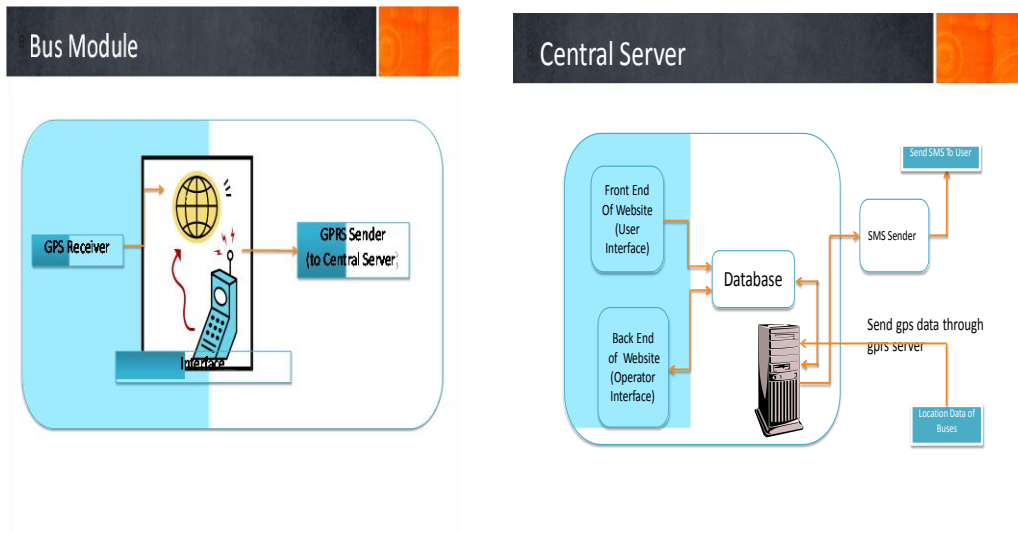 Bus Module
GPS Receiver
GPRS Sender
(to Central Server)
Interface
Central Server
Send SMS To User
Front End
Of Website
(User
Interface)
SMS Sender
Database
Back End
of Website
(Operator
Interface)
Send gps data through
gprs server
Location Data of
Buses